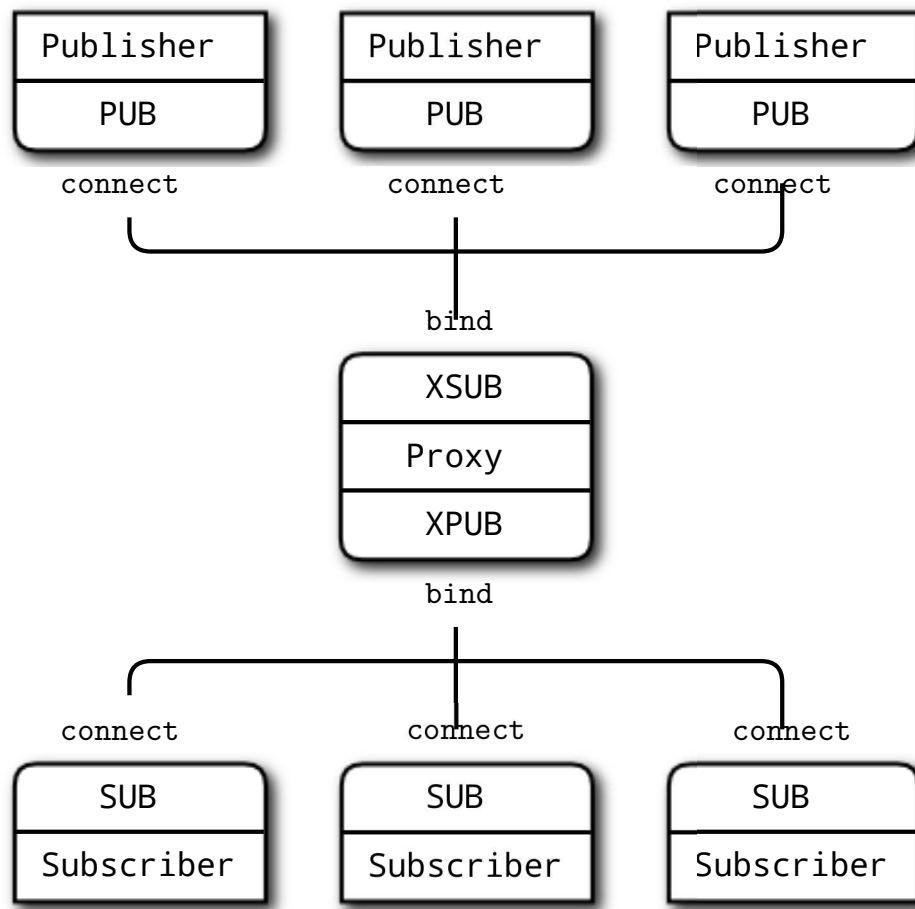 Publisher Publisher Publisher
PUB PUB PUB
connect connect connect
bind
XSUB
Proxy
XPUB
bind
connect connect connect
SUB SUB SUB
Subscriber Subscriber Subscriber